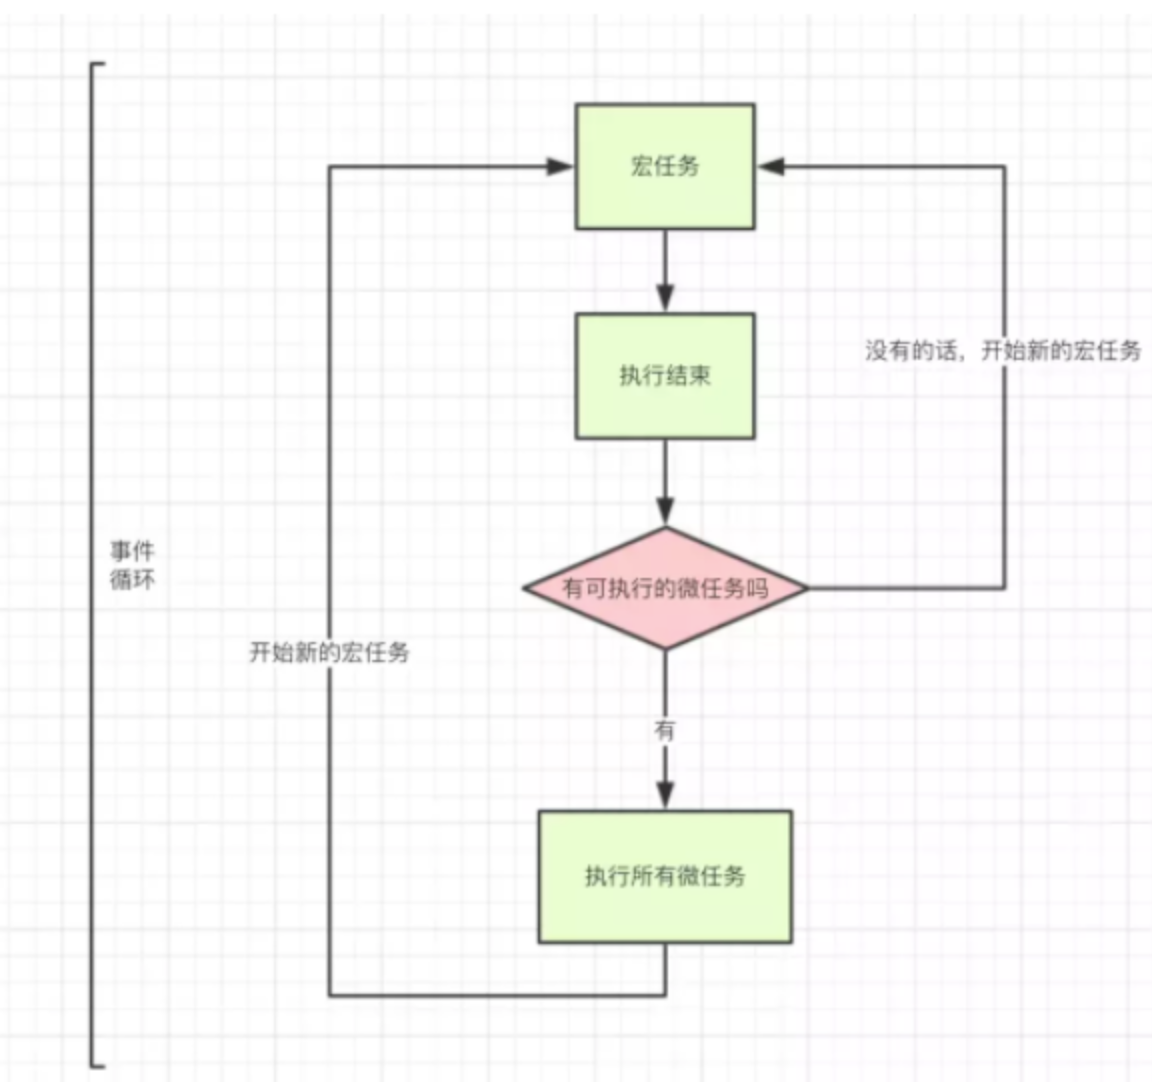 宏任务
没有的话，开始新的宏任务
执行结束
事件
循环
有可执行的微任务吗
开始新的宏任务
有
执行所有微任务